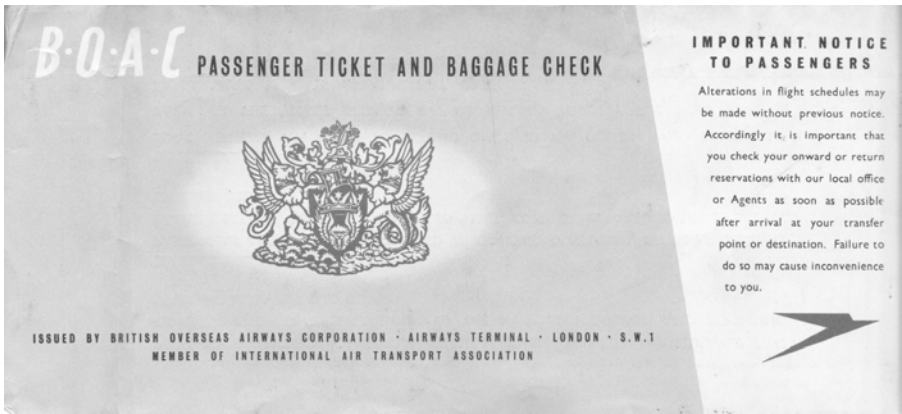 B·O·A·C PASSENGER TICKET AND BAGGAGE CHECK
ISSUED BY BRITISH OVERSEAS AIRWAYS CORPORATION · AIRWAYS TERMINAL · LONDON · S.W.1
MEMBER OF INTERNATIONAL AIR TRANSPORT ASSOCIATION
IMPORTANT NOTICE
TO PASSENGERS
Alterations in flight schedules may
be made without previous notice.
Accordingly it is important that
you check your onward or return
reservations with our local office
or Agents as soon as possible
after arrival at your transfer
point or destination. Failure to
do so may cause inconvenience
to you.